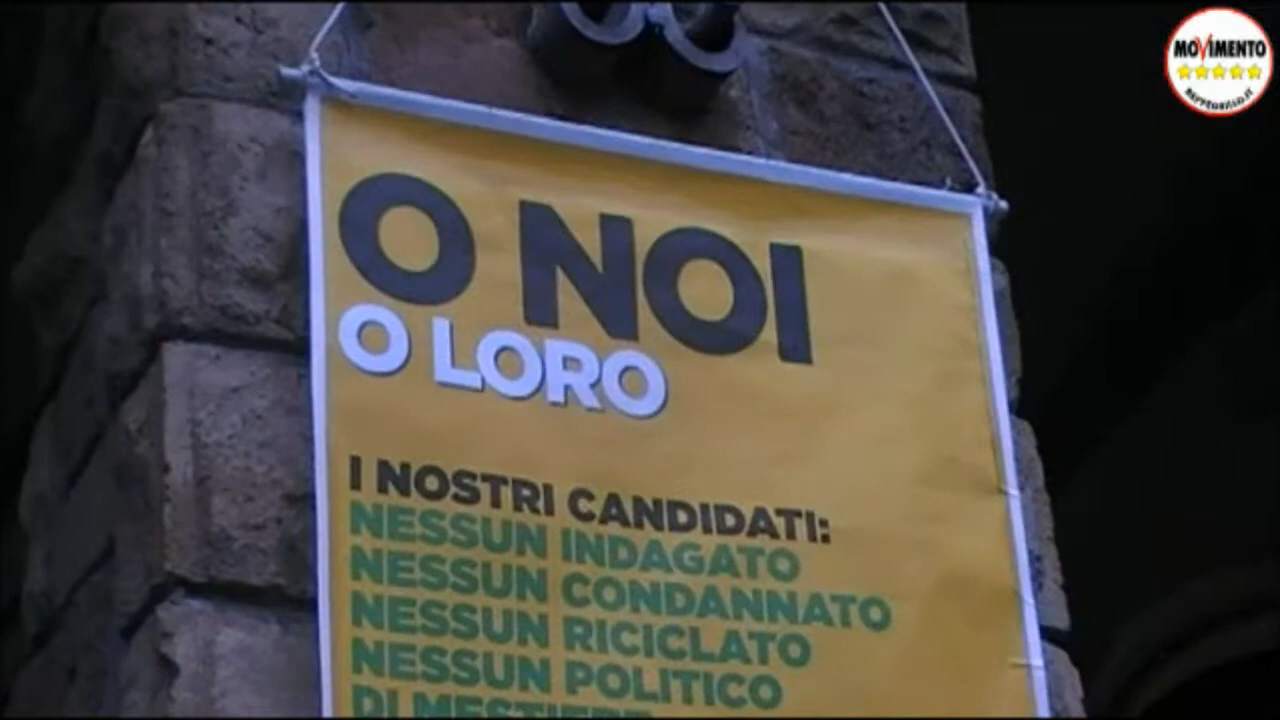 MOVIMENTO
BEPPEGRILLO.IT
O NOI
O LORO
I NOSTRI CANDIDATI:
NESSUN INDAGATO
NESSUN CONDANNATO
NESSUN RICICLATO
NESSUN POLITICO
DI MESTIERE